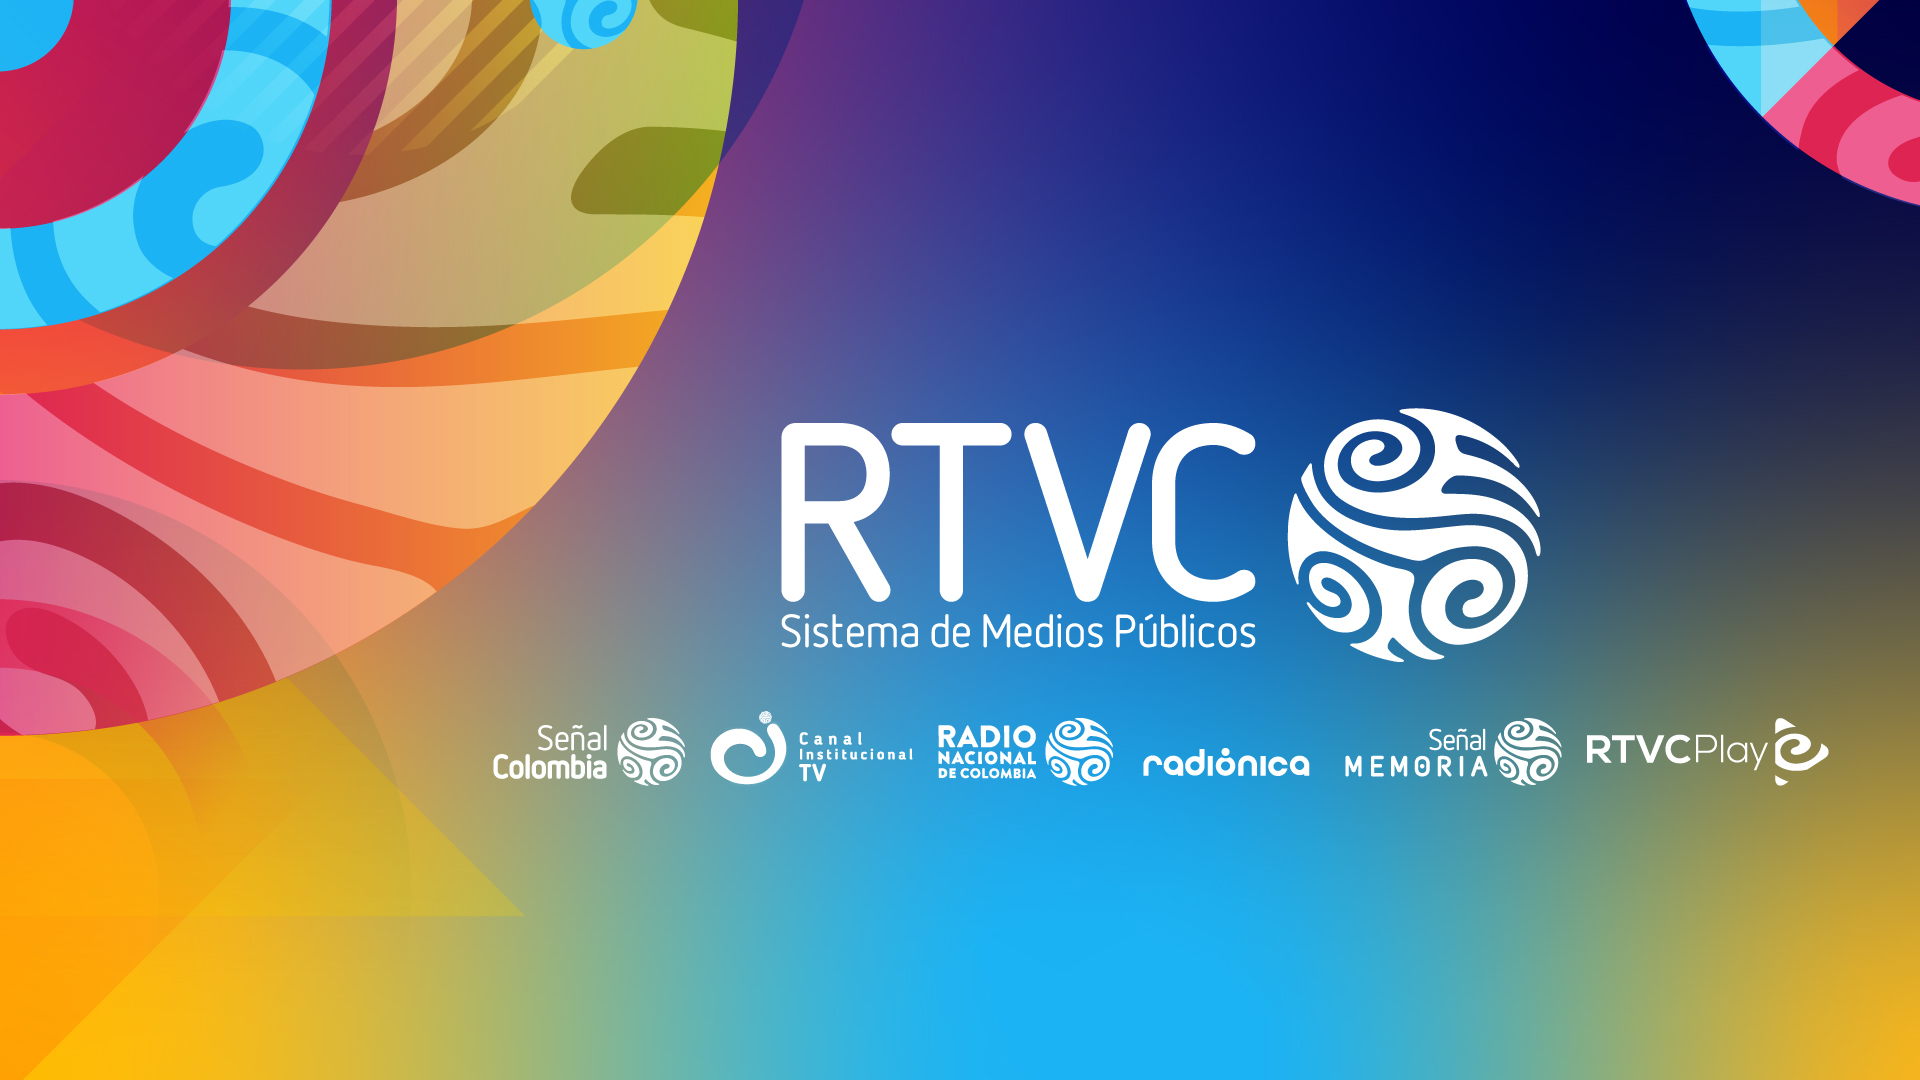 RTVC
Sistema de Medios Públicos
Señal
Colombia
Canal
Institucional
TV
RADIO
NACIONAL
DE COLOMBIA
radiónica
Señal
MEMORIA
RTVCPlay